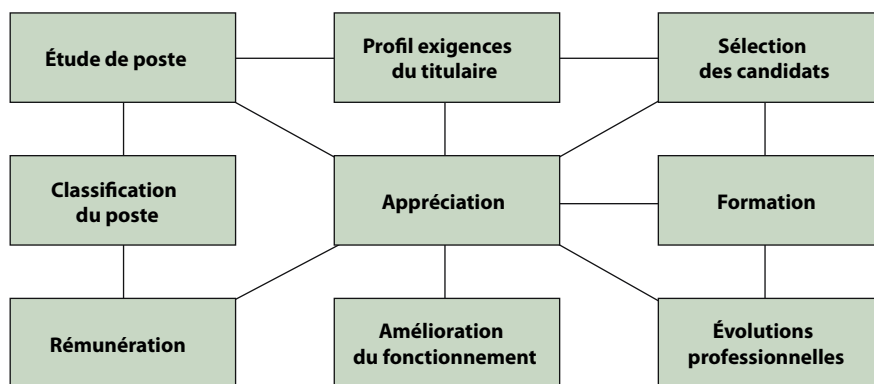 Étude de poste
Profil exigences
du titulaire
Sélection
des candidats
Classification
du poste
Appréciation
Formation
Rémunération
Amélioration
du fonctionnement
Évolutions
professionnelles